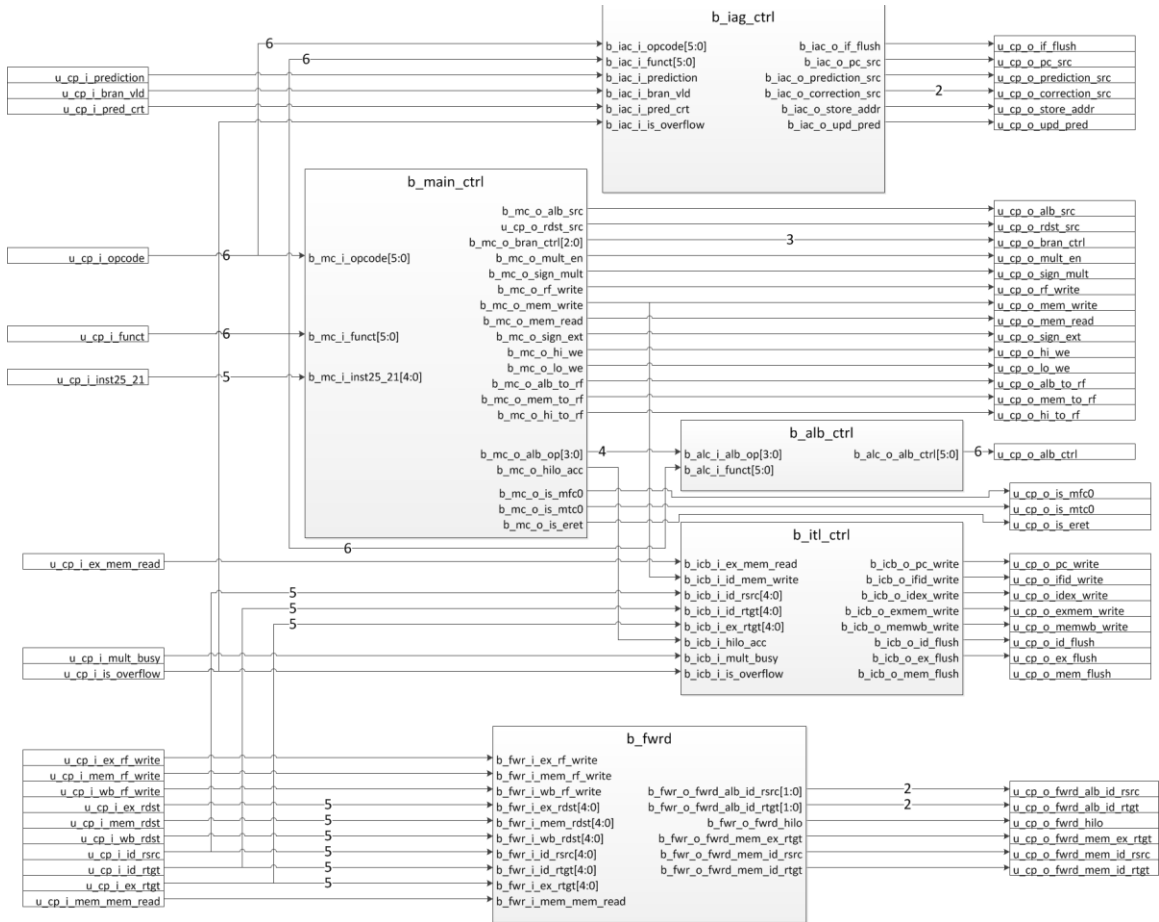 b_iag_ctrl
6
b_iac_i_opcode[5:0]
b_iac_o_if_flush
u_cp_o_if_flush
6
b_iac_i_funct[5:0]
b_iac_o_pc_src
u_cp_o_pc_src
u_cp_i_prediction
b_iac_i_prediction
b_iac_o_prediction_src
u_cp_o_prediction_src
u_cp_i_bran_vld
b_iac_i_bran_vld
b_iac_o_correction_src
2
u_cp_o_correction_src
u_cp_i_pred_crt
b_iac_i_pred_crt
b_iac_o_store_addr
u_cp_o_store_addr
b_iac_i_is_overflow
b_iac_o_upd_pred
u_cp_o_upd_pred
b_main_ctrl
b_mc_o_alb_src
u_cp_o_alb_src
u_cp_o_rdst_src
u_cp_o_rdst_src
b_mc_o_bran_ctrl[2:0]
3
u_cp_o_bran_ctrl
u_cp_i_opcode
6
b_mc_i_opcode[5:0]
b_mc_o_mult_en
u_cp_o_mult_en
b_mc_o_sign_mult
u_cp_o_sign_mult
b_mc_o_rf_write
u_cp_o_rf_write
b_mc_o_mem_write
u_cp_o_mem_write
b_mc_o_mem_read
u_cp_o_mem_read
u_cp_i_funct
6
b_mc_i_funct[5:0]
b_mc_o_sign_ext
u_cp_o_sign_ext
b_mc_o_hi_we
u_cp_o_hi_we
b_mc_o_lo_we
u_cp_o_lo_we
u_cp_i_inst25_21
5
b_mc_i_inst25_21[4:0]
b_mc_o_alb_to_rf
u_cp_o_alb_to_rf
b_mc_o_mem_to_rf
u_cp_o_mem_to_rf
b_mc_o_hi_to_rf
u_cp_o_hi_to_rf
b_alb_ctrl
b_mc_o_alb_op[3:0]
4
b_alc_i_alb_op[3:0]
b_alc_o_alb_ctrl[5:0]
6
u_cp_o_alb_ctrl
b_mc_o_hilo_acc
b_alc_i_funct[5:0]
b_mc_o_is_mfc0
u_cp_o_is_mfc0
b_mc_o_is_mtc0
u_cp_o_is_mtc0
b_mc_o_is_eret
u_cp_o_is_eret
b_itl_ctrl
6
u_cp_i_ex_mem_read
b_icb_i_ex_mem_read
b_icb_o_pc_write
u_cp_o_pc_write
b_icb_i_id_mem_write
b_icb_o_ifid_write
u_cp_o_ifid_write
5
b_icb_i_id_rsrc[4:0]
b_icb_o_idex_write
u_cp_o_idex_write
5
b_icb_i_id_rtgt[4:0]
b_icb_o_exmem_write
u_cp_o_exmem_write
5
b_icb_i_ex_rtgt[4:0]
b_icb_o_memwb_write
u_cp_o_memwb_write
b_icb_i_hilo_acc
b_icb_o_id_flush
u_cp_o_id_flush
u_cp_i_mult_busy
b_icb_i_mult_busy
b_icb_o_ex_flush
u_cp_o_ex_flush
u_cp_i_is_overflow
b_icb_i_is_overflow
b_icb_o_mem_flush
u_cp_o_mem_flush
b_fwrd
u_cp_i_ex_rf_write
b_fwr_i_ex_rf_write
u_cp_i_mem_rf_write
b_fwr_i_mem_rf_write
u_cp_i_wb_rf_write
b_fwr_i_wb_rf_write
b_fwr_o_fwrd_alb_id_rsrc[1:0]
2
u_cp_o_fwrd_alb_id_rsrc
u_cp_i_ex_rdst
5
b_fwr_i_ex_rdst[4:0]
b_fwr_o_fwrd_alb_id_rtgt[1:0]
2
u_cp_o_fwrd_alb_id_rtgt
u_cp_i_mem_rdst
5
b_fwr_i_mem_rdst[4:0]
b_fwr_o_fwrd_hilo
u_cp_o_fwrd_hilo
u_cp_i_wb_rdst
5
b_fwr_i_wb_rdst[4:0]
b_fwr_o_fwrd_mem_ex_rtgt
u_cp_o_fwrd_mem_ex_rtgt
u_cp_i_id_rsrc
5
b_fwr_i_id_rsrc[4:0]
b_fwr_o_fwrd_mem_id_rsrc
u_cp_o_fwrd_mem_id_rsrc
u_cp_i_id_rtgt
5
b_fwr_i_id_rtgt[4:0]
b_fwr_o_fwrd_mem_id_rtgt
u_cp_o_fwrd_mem_id_rtgt
u_cp_i_ex_rtgt
5
b_fwr_i_ex_rtgt[4:0]
u_cp_i_mem_mem_read
b_fwr_i_mem_mem_read